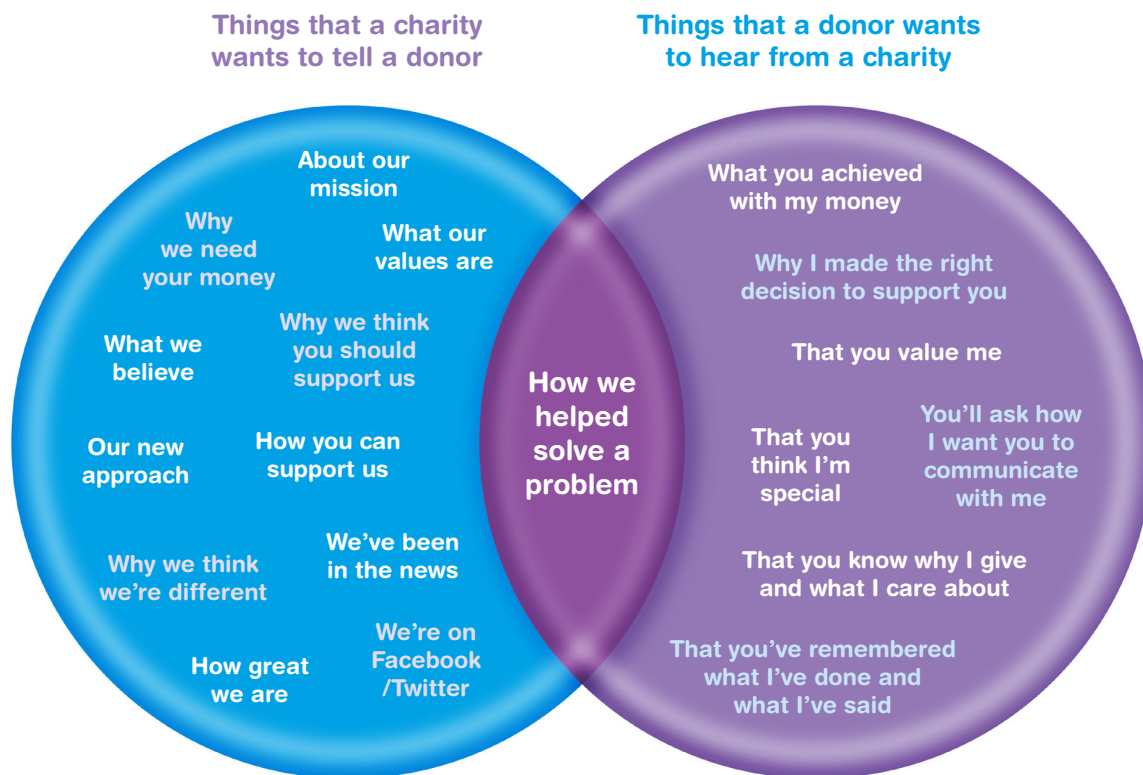 Things that a charity
wants to tell a donor
Things that a donor wants
to hear from a charity
About our
mission
Why
we need
your money
What our
values are
What we
believe
Why we think
you should
support us
Our new
approach
How you can
support us
Why we think
we're different
We've been
in the news
How great
we are
We're on
Facebook
/Twitter
How we
helped
solve a
problem
What you achieved
with my money
Why I made the right
decision to support you
That you value me
That you
think I'm
special
You'll ask how
I want you to
communicate
with me
That you know why I give
and what I care about
That you've remembered
what I've done and
what I've said